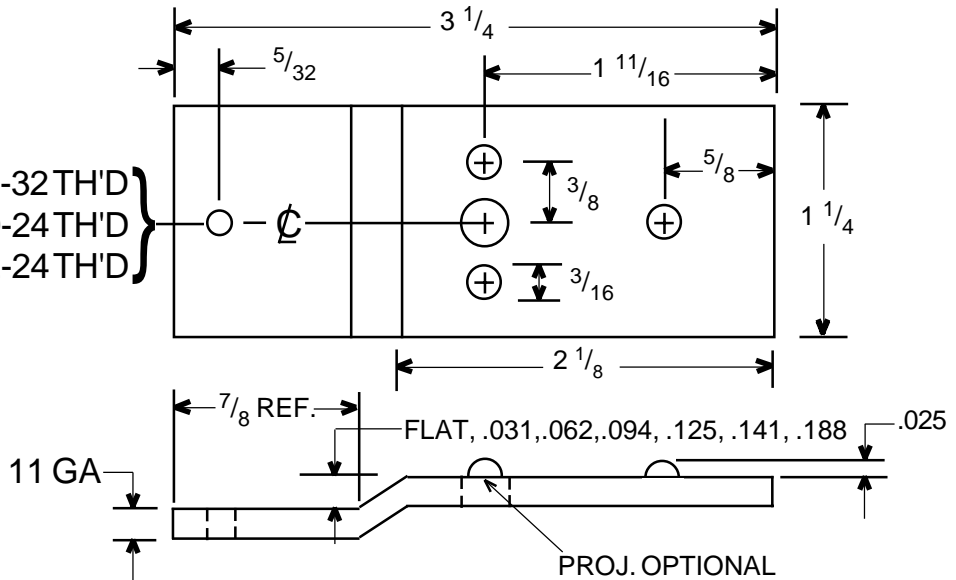 3 1/4
5/32
1 11/16
-32 TH'D
-24 TH'D
-24 TH'D
℄
3/8
5/8
1 1/4
3/16
2 1/8
7/8 REF.
FLAT, .031,.062,.094, .125, .141, .188
.025
11 GA
PROJ. OPTIONAL